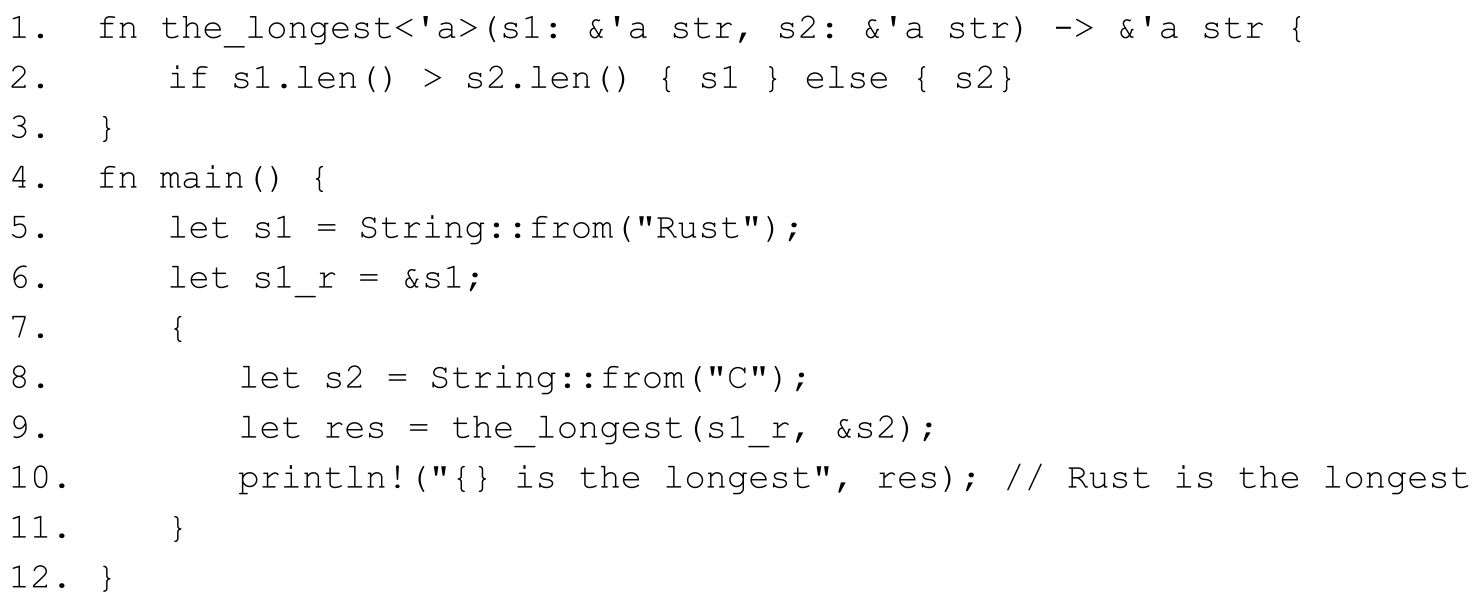 1. fn the_longest<'a>(s1: &'a str, s2: &'a str) -> &'a str {
2. if s1.len() > s2.len() { s1 } else { s2}
3. }
4. fn main() {
5. let s1 = String::from("Rust");
6. let s1_r = &s1;
7. {
8. let s2 = String::from("C");
9. let res = the_longest(s1_r, &s2);
10. println!("{} is the longest", res); // Rust is the longest
11. }
12. }